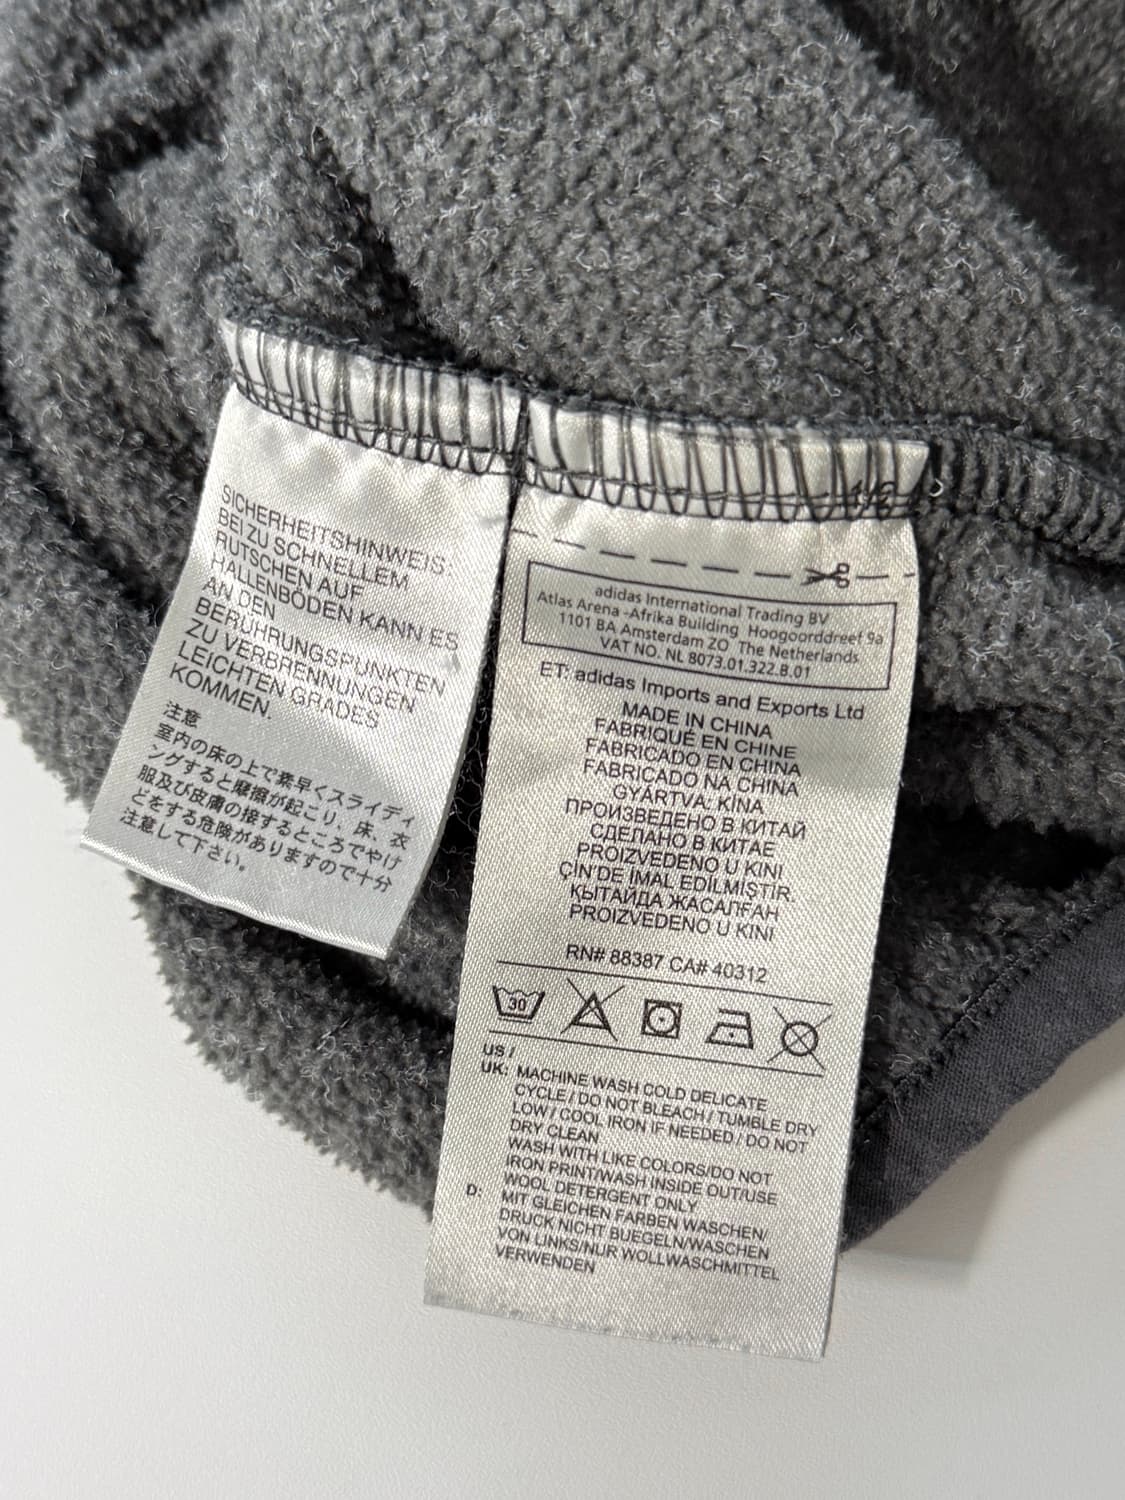 SICHERHEITSHINWEIS:
BEI ZU SCHNELLEM
RUTSCHEN AUF
HALLENBÖDEN KANN ES
AN DEN
BERÜHRUNGSPUNKTEN
ZU VERBRENNUNGEN
LEICHTEN GRADES
KOMMEN.
注意
室内の床の上で素早くスライディ
ングすると摩擦が起こり、床、衣
服及び皮膚の接するところでやけ
どをする危険がありますので十分
注意して下さい。
adidas International Trading BV
Atlas Arena -Afrika Building Hoogoorddreef 9a
1101 BA Amsterdam ZO The Netherlands
VAT NO. NL 8073.01.322.B.01
ET: adidas Imports and Exports Ltd
MADE IN CHINA
FABRIQUÉ EN CHINE
FABRICADO EN CHINA
FABRICADO NA CHINA
GYÁRTVA: KÍNA
ПРОИЗВЕДЕНО В КИТАЙ
СДЕЛАНО В КИТАЕ
PROIZVEDENO U KINI
ÇİN'DE İMAL EDİLMİŞTİR.
ҚЫТАЙДА ЖАСАЛҒАН
PROIZVEDENO U KINI
RN# 88387 CA# 40312
30
US /
UK: MACHINE WASH COLD DELICATE
CYCLE / DO NOT BLEACH / TUMBLE DRY
LOW / COOL IRON IF NEEDED / DO NOT
DRY CLEAN
WASH WITH LIKE COLORS/DO NOT
IRON PRINT/WASH INSIDE OUT/USE
WOOL DETERGENT ONLY
D: MIT GLEICHEN FARBEN WASCHEN/
DRUCK NICHT BUEGELN/WASCHEN
VON LINKS/NUR WOLLWASCHMITTEL
VERWENDEN